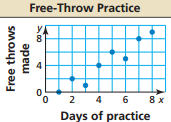 Free-Throw Practice
Free throws
made
y
8
4
0
0 2 4 6 8 x
Days of practice